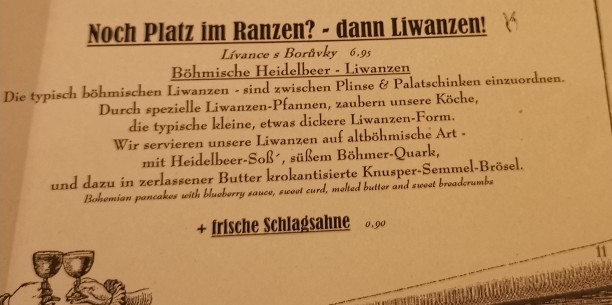 Noch Platz im Ranzen? - dann Liwanzen!
Lívance s Borůvky 6,95
Böhmische Heidelbeer - Liwanzen
Die typisch böhmischen Liwanzen - sind zwischen Plinse & Palatschinken einzuordnen.
Durch spezielle Liwanzen-Pfannen, zaubern unsere Köche,
die typische kleine, etwas dickere Liwanzen-Form.
Wir servieren unsere Liwanzen auf altböhmische Art -
mit Heidelbeer-Soß´, süßem Böhmer-Quark,
und dazu in zerlassener Butter krokantisierte Knusper-Semmel-Brösel.
Bohemian pancakes with blueberry sauce, sweet curd, melted butter and sweet breadcrumbs
+ frische Schlagsahne 0,90
11